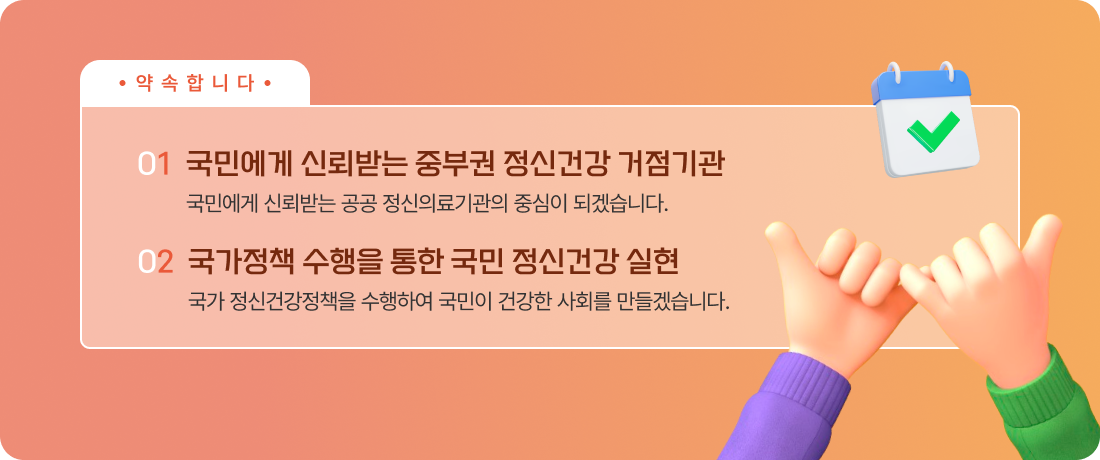 • 약 속 합 니 다 •
01 국민에게 신뢰받는 중부권 정신건강 거점기관
국민에게 신뢰받는 공공 정신의료기관의 중심이 되겠습니다.
02 국가정책 수행을 통한 국민 정신건강 실현
국가 정신건강정책을 수행하여 국민이 건강한 사회를 만들겠습니다.